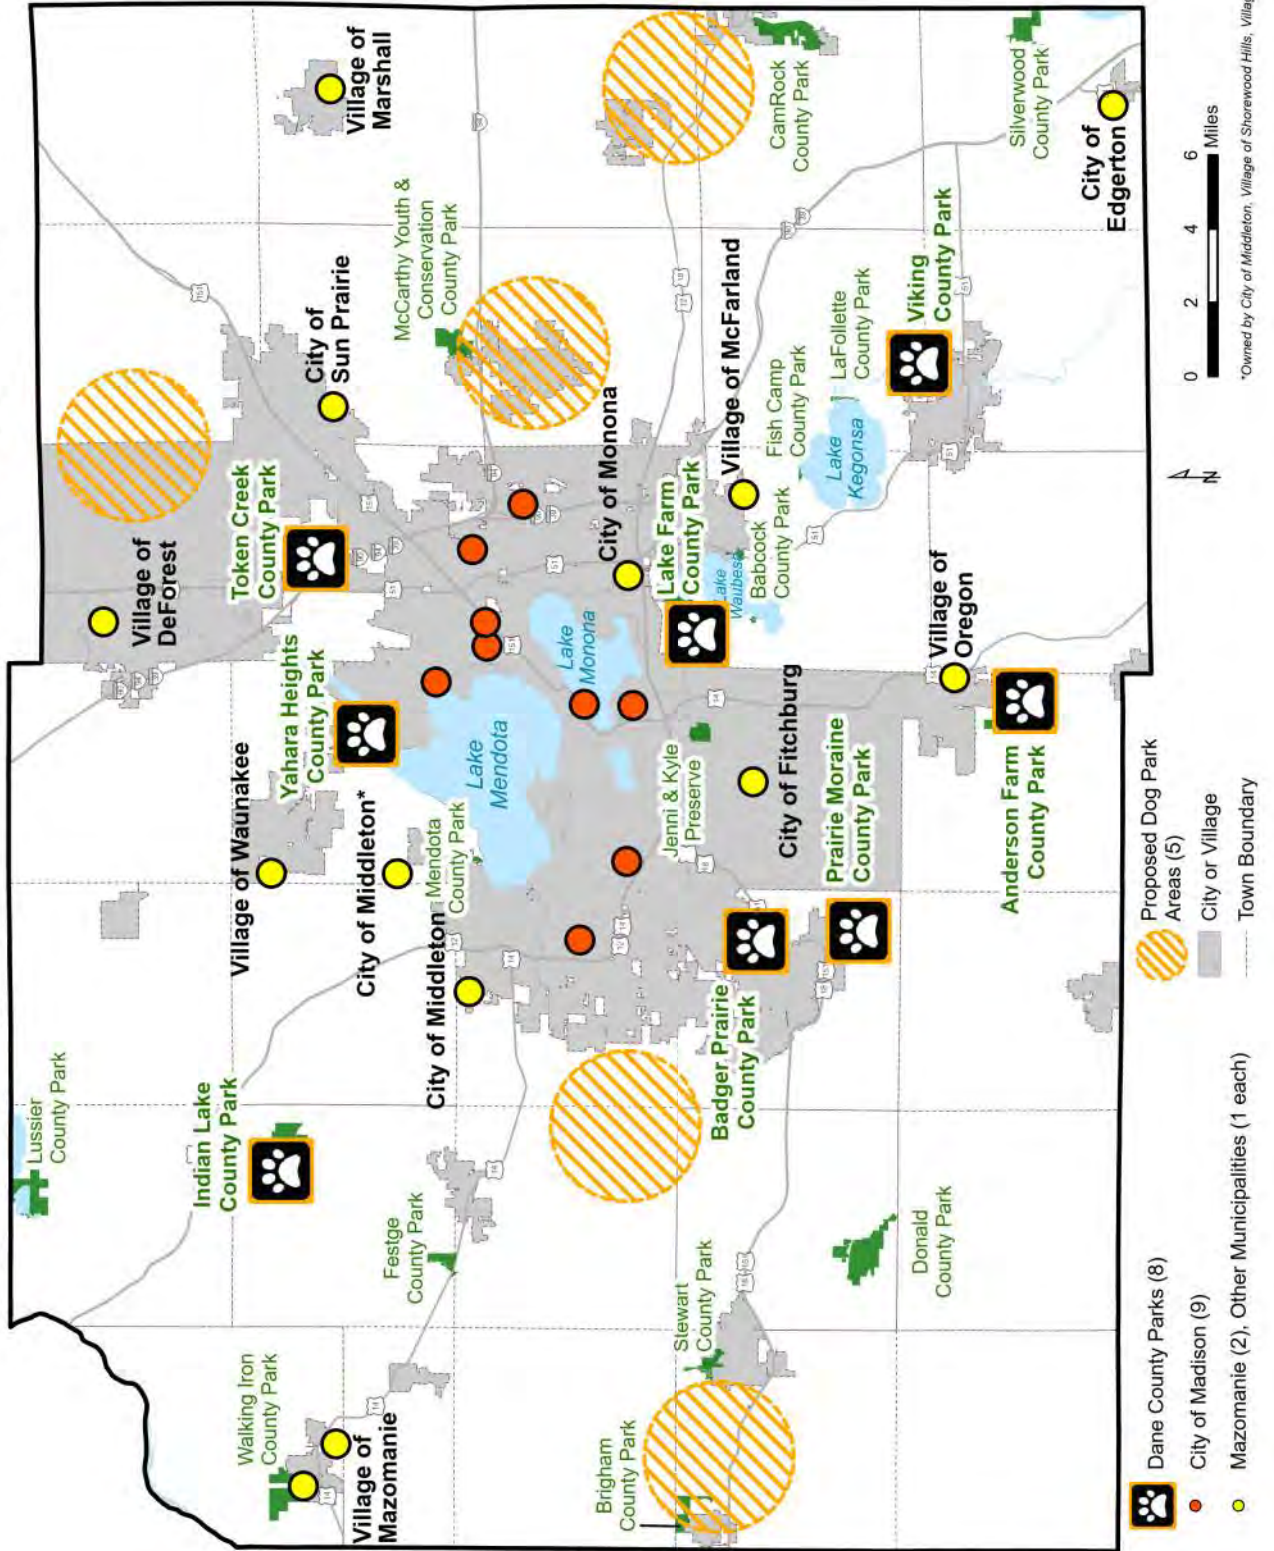 Lussier
County Park
Indian Lake
County Park
Walking Iron
County Park
Village of
Mazomanie
Festge
County Park
Village of Waunakee
City of Middleton*
City of Middleton
Mendota
County Park
Yahara Heights
County Park
Village of
DeForest
Token Creek
County Park
City of
Sun Prairie
Village of
Marshall
McCarthy Youth &
Conservation
County Park
Lake
Mendota
Lake
Monona
City of Monona
Lake Farm
County Park
Lake
Waubesa
Village of McFarland
Babcock
County Park
Fish Camp
County Park
Lake
Kegonsa
LaFollette
County Park
Viking
County Park
CamRock
County Park
Silverwood
County Park
City of
Edgerton
Jenni & Kyle
Preserve
City of Fitchburg
Prairie Moraine
County Park
Badger Prairie
County Park
Village of
Oregon
Anderson Farm
County Park
Stewart
County Park
Brigham
County Park
Donald
County Park
151
51
14
12
18
Dane County Parks (8)
City of Madison (9)
Mazomanie (2), Other Municipalities (1 each)
Proposed Dog Park
Areas (5)
City or Village
Town Boundary
N
0 2 4 6
Miles
*Owned by City of Middleton, Village of Shorewood Hills,